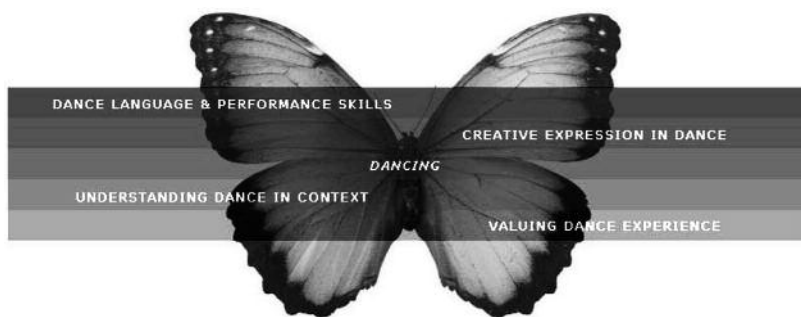 DANCE LANGUAGE & PERFORMANCE SKILLS
CREATIVE EXPRESSION IN DANCE
DANCING
UNDERSTANDING DANCE IN CONTEXT
VALUING DANCE EXPERIENCE